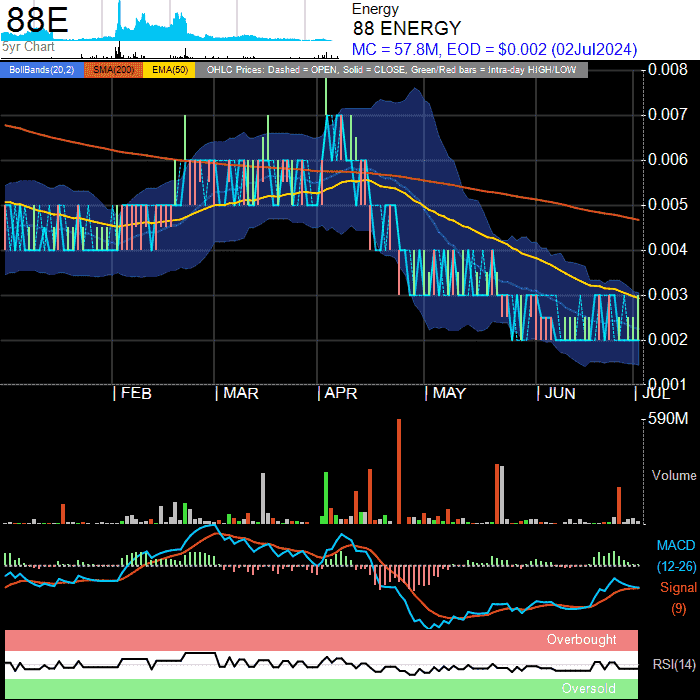 88E
5yr Chart
Energy
88 ENERGY
MC = 57.8M, EOD = $0.002 (02Jul2024)
BollBands(20,2) SMA(200) EMA(50) OHLC Prices: Dashed = OPEN, Solid = CLOSE, Green/Red bars = Intra-day HIGH/LOW
0.008
0.007
0.006
0.005
0.004
0.003
0.002
0.001
FEB MAR APR MAY JUN JUL
590M
Volume
MACD
(12-26)
Signal
(9)
Overbought
RSI(14)
Oversold